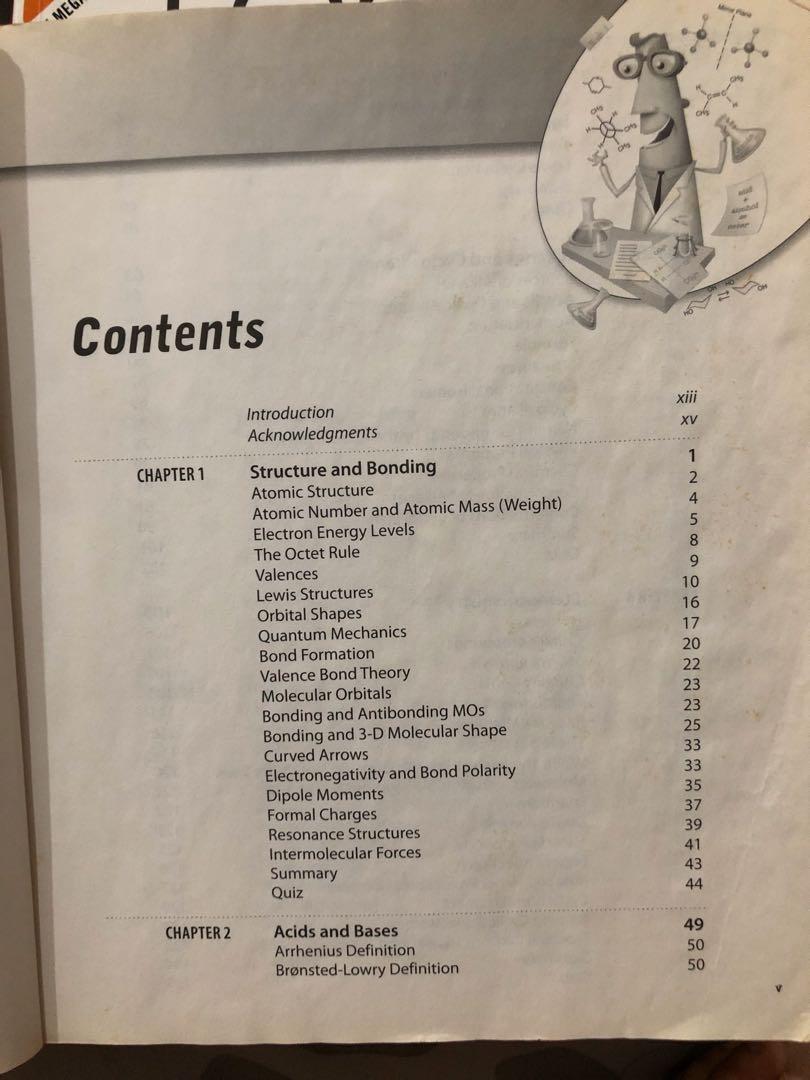 MEGA
Mirror Plane
Contents
Introduction xiii
Acknowledgments xv
CHAPTER 1 Structure and Bonding 1
Atomic Structure 2
Atomic Number and Atomic Mass (Weight) 4
Electron Energy Levels 5
The Octet Rule 8
Valences 9
Lewis Structures 10
Orbital Shapes 16
Quantum Mechanics 17
Bond Formation 20
Valence Bond Theory 22
Molecular Orbitals 23
Bonding and Antibonding MOs 23
Bonding and 3-D Molecular Shape 25
Curved Arrows 33
Electronegativity and Bond Polarity 33
Dipole Moments 35
Formal Charges 37
Resonance Structures 39
Intermolecular Forces 41
Summary 43
Quiz 44
CHAPTER 2 Acids and Bases 49
Arrhenius Definition 50
Brønsted-Lowry Definition 50
v